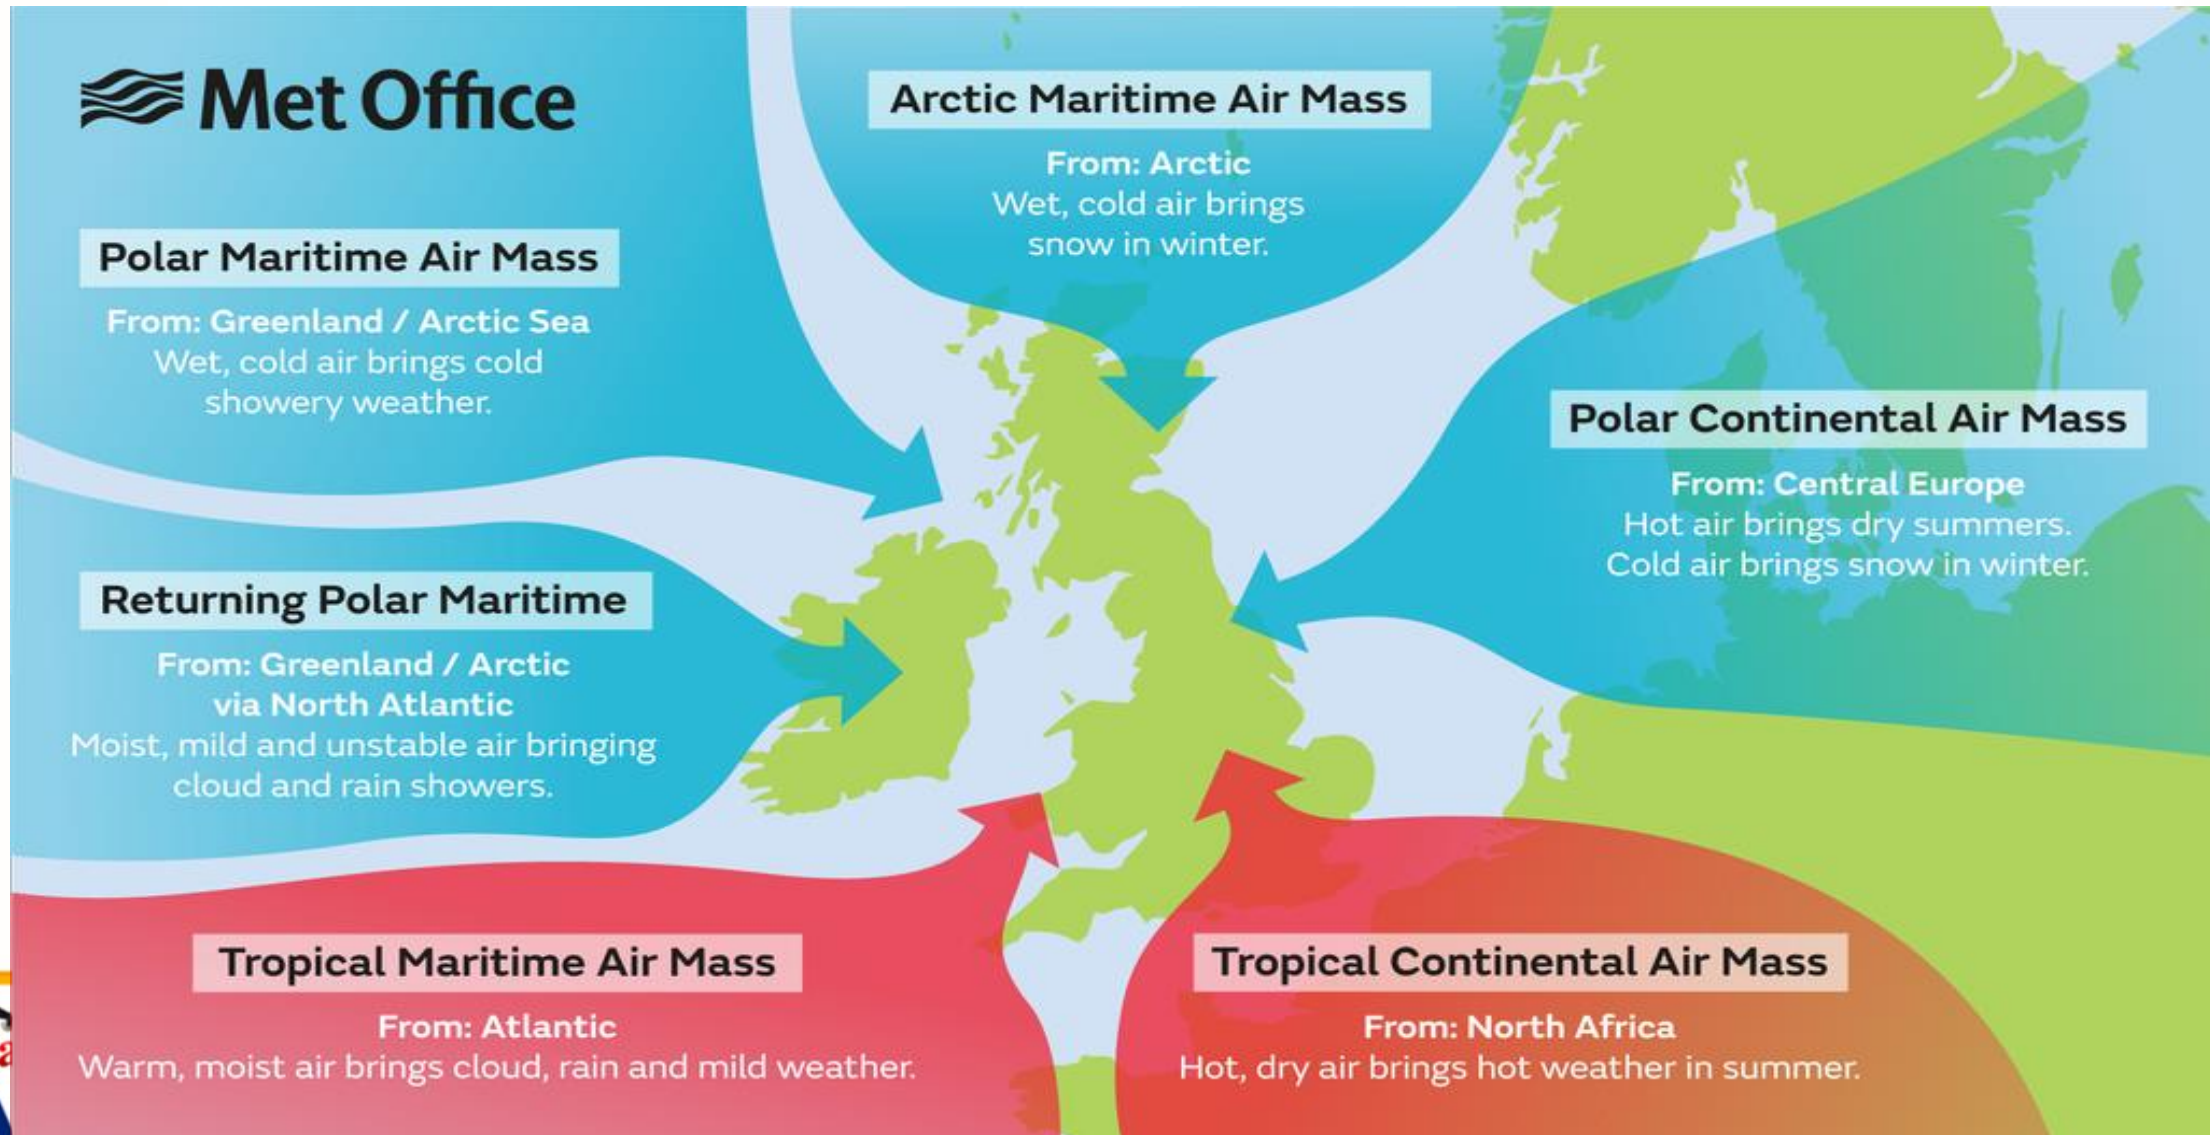 Met Office
Arctic Maritime Air Mass
From: Arctic
Wet, cold air brings
snow in winter.
Polar Maritime Air Mass
From: Greenland / Arctic Sea
Wet, cold air brings cold
showery weather.
Polar Continental Air Mass
From: Central Europe
Hot air brings dry summers.
Cold air brings snow in winter.
Returning Polar Maritime
From: Greenland / Arctic
via North Atlantic
Moist, mild and unstable air bringing
cloud and rain showers.
Tropical Maritime Air Mass
From: Atlantic
Warm, moist air brings cloud, rain and mild weather.
Tropical Continental Air Mass
From: North Africa
Hot, dry air brings hot weather in summer.